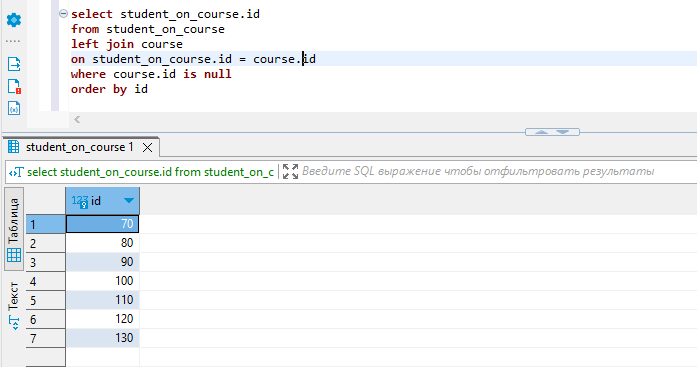 select student_on_course.id
from student_on_course
left join course
on student_on_course.id = course.id
where course.id is null
order by id
student_on_course 1
select student_on_course.id from student_on_c
Введите SQL выражение чтобы отфильтровать результаты
Таблица
Текст
123 id
1 70
2 80
3 90
4 100
5 110
6 120
7 130